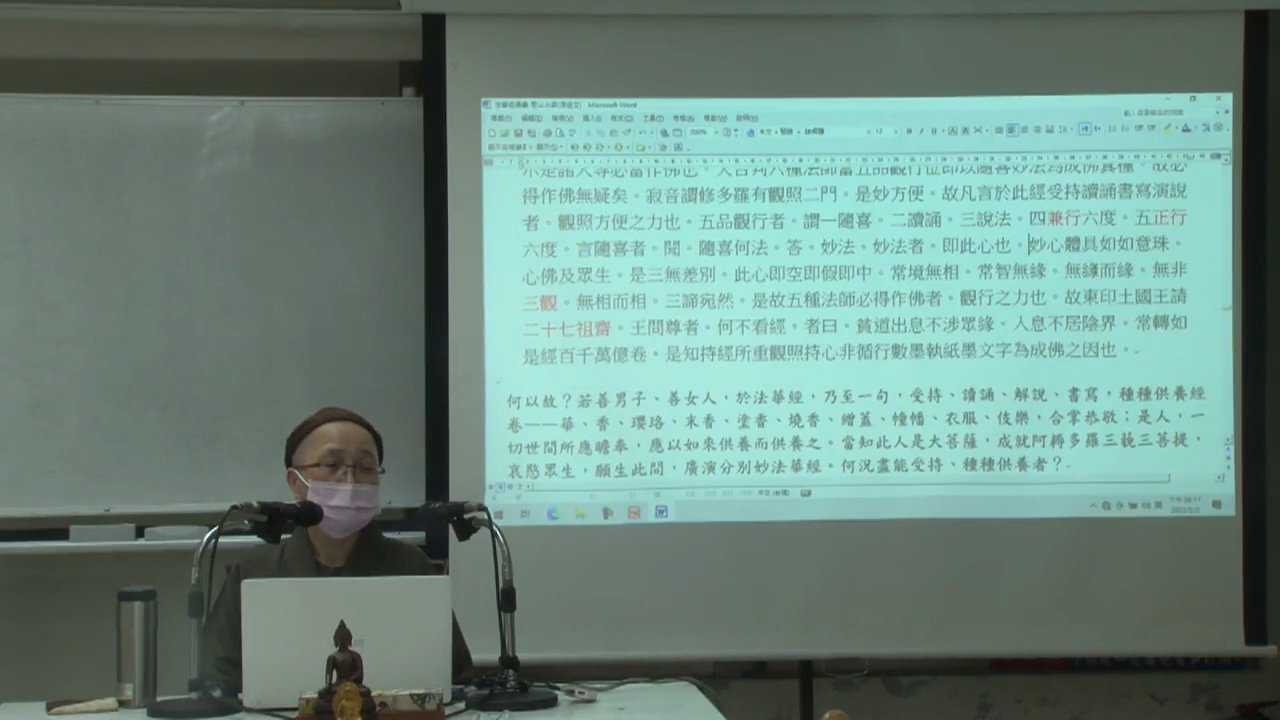 Microsoft Word
200%
12
得作佛無疑矣。寂音謂修多羅有觀照二門。是妙方便。故凡言於此經受持讀誦書寫演說
者。觀照方便之力也。五品觀行者。謂一隨喜。二讀誦。三說法。四兼行六度。五正行
六度。言隨喜者。聞。隨喜何法。答。妙法。妙法者。即此心也。妙心體具如如意珠。
心佛及眾生。是三無差別。此心即空即假即中。常境無相。常智無緣。無緣而緣。無非
三觀。無相而相。三諦宛然。是故五種法師必得作佛者。觀行之力也。故東印土國王請
二十七祖齋。王問尊者。何不看經。者曰。貧道出息不涉眾緣。入息不居陰界。常轉如
是經百千萬億卷。是知持經所重觀照持心非循行數墨執紙墨文字為成佛之因也。
何以故？若善男子、善女人，於法華經，乃至一句，受持、讀誦、解說、書寫，種種供養經
卷——華、香、瓔珞、末香、塗香、燒香、繒蓋、幢幡、衣服、伎樂，合掌恭敬；是人，一
切世間所應瞻奉，應以如來供養而供養之。當知此人是大菩薩，成就阿耨多羅三藐三菩提，
哀愍眾生，願生此間，廣演分別妙法華經。何況盡能受持、種種供養者？